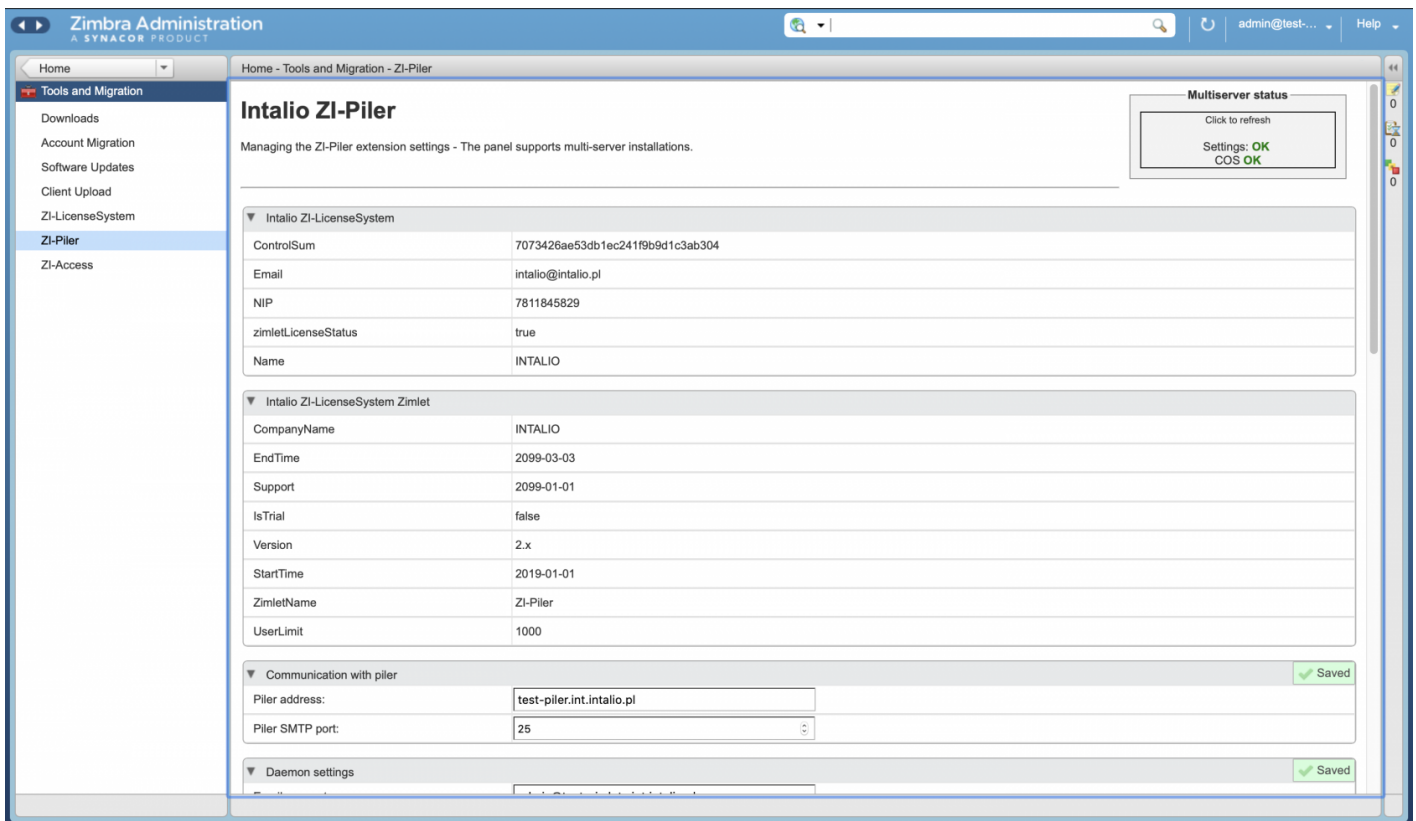 Zimbra Administration
A SYNACOR PRODUCT
admin@test-...
Help
Home
Home - Tools and Migration - ZI-Piler
Tools and Migration
Downloads
Account Migration
Software Updates
Client Upload
ZI-LicenseSystem
ZI-Piler
ZI-Access
Intalio ZI-Piler
Managing the ZI-Piler extension settings - The panel supports multi-server installations.
Multiserver status
Click to refresh
Settings: OK
COS OK
0
0
0
Intalio ZI-LicenseSystem
ControlSum 7073426ae53db1ec241f9b9d1c3ab304
Email intalio@intalio.pl
NIP 7811845829
zimletLicenseStatus true
Name INTALIO
Intalio ZI-LicenseSystem Zimlet
CompanyName INTALIO
EndTime 2099-03-03
Support 2099-01-01
IsTrial false
Version 2.x
StartTime 2019-01-01
ZimletName ZI-Piler
UserLimit 1000
Communication with piler Saved
Piler address: test-piler.int.intalio.pl
Piler SMTP port: 25
Daemon settings Saved